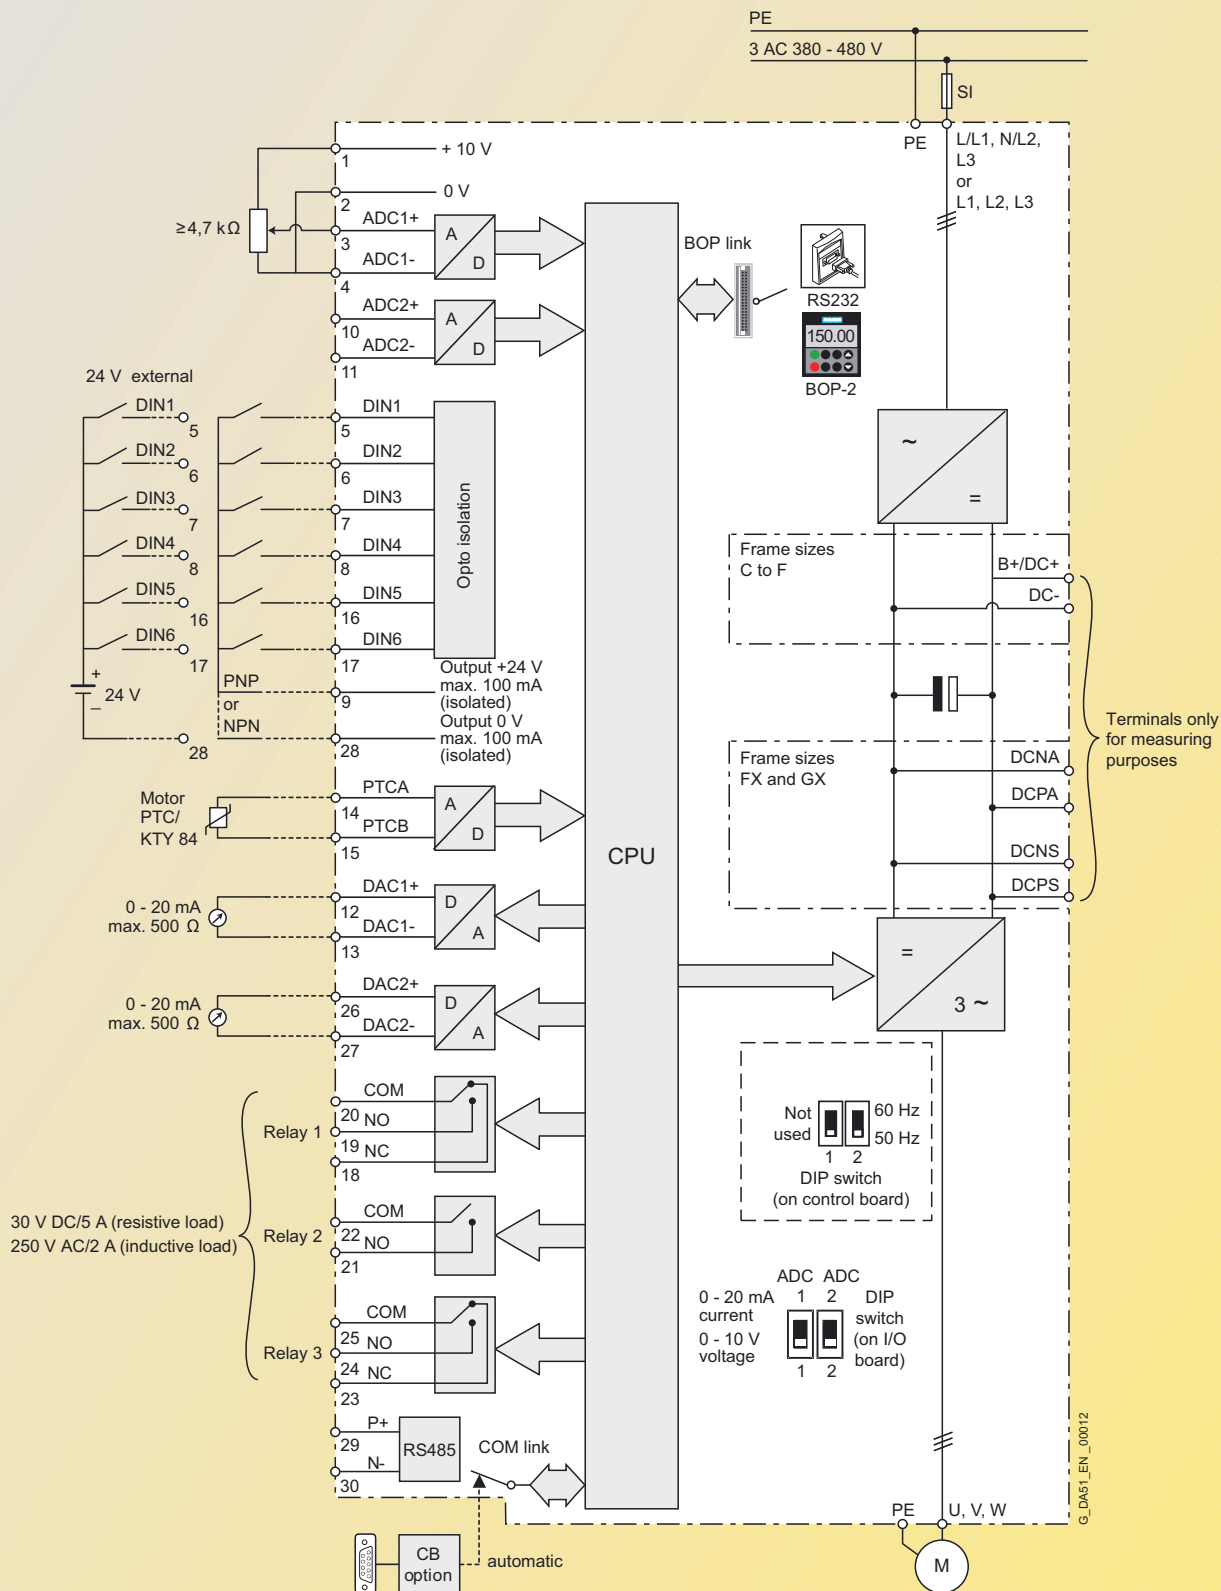 PE
3 AC 380 - 480 V
SI
PE
L/L1, N/L2,
L3
or
L1, L2, L3
1
+ 10 V
2
0 V
≥4,7 kΩ
ADC1+
3
ADC1-
4
A
D
ADC2+
10
ADC2-
11
A
D
BOP link
RS232
150.00
BOP-2
24 V external
DIN1
5
DIN2
6
DIN3
7
DIN4
8
DIN5
16
DIN6
17
+
24 V
–
28
DIN1
5
DIN2
6
DIN3
7
DIN4
8
DIN5
16
DIN6
17
Opto isolation
PNP
or
NPN
9
28
Output +24 V
max. 100 mA
(isolated)
Output 0 V
max. 100 mA
(isolated)
~
=
Frame sizes
C to F
B+/DC+
DC-
Frame sizes
FX and GX
DCNA
DCPA
DCNS
DCPS
Terminals only
for measuring
purposes
Motor
PTC/
KTY 84
PTCA
14
PTCB
15
A
D
CPU
0 - 20 mA
max. 500 Ω
DAC1+
12
DAC1-
13
D
A
0 - 20 mA
max. 500 Ω
DAC2+
26
DAC2-
27
D
A
=
3 ~
Not
used
60 Hz
50 Hz
1 2
DIP switch
(on control board)
30 V DC/5 A (resistive load)
250 V AC/2 A (inductive load)
Relay 1
COM
20
NO
19
NC
18
Relay 2
COM
22
NO
21
Relay 3
COM
25
NO
24
NC
23
ADC ADC
1 2
0 - 20 mA
current
0 - 10 V
voltage
1 2
DIP
switch
(on I/O
board)
P+
29
N-
30
RS485
COM link
CB
option
automatic
PE
U, V, W
M
G_DA51_EN_00012